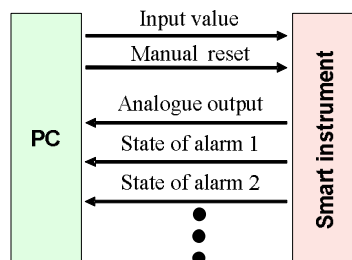 Input value
Manual reset
Analogue output
PC
State of alarm 1
State of alarm 2
Smart instrument